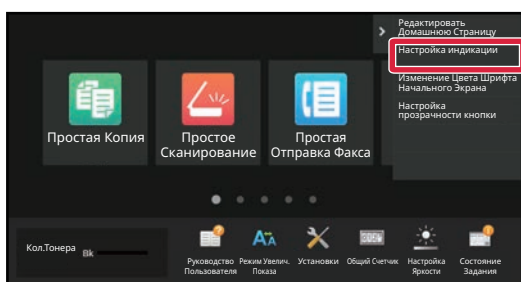 Редактировать
Домашнюю Страницу
Настройка индикации
Изменение Цвета Шрифта
Начального Экрана
Настройка
прозрачности кнопки
Простая Копия
Простое
Сканирование
Простая
Отправка Факса
Кол.Тонера
Bk
Руководство
Пользователя
Режим Увелич.
Показа
Установки
Общий Счетчик
Настройка
Яркости
Состояние
Задания